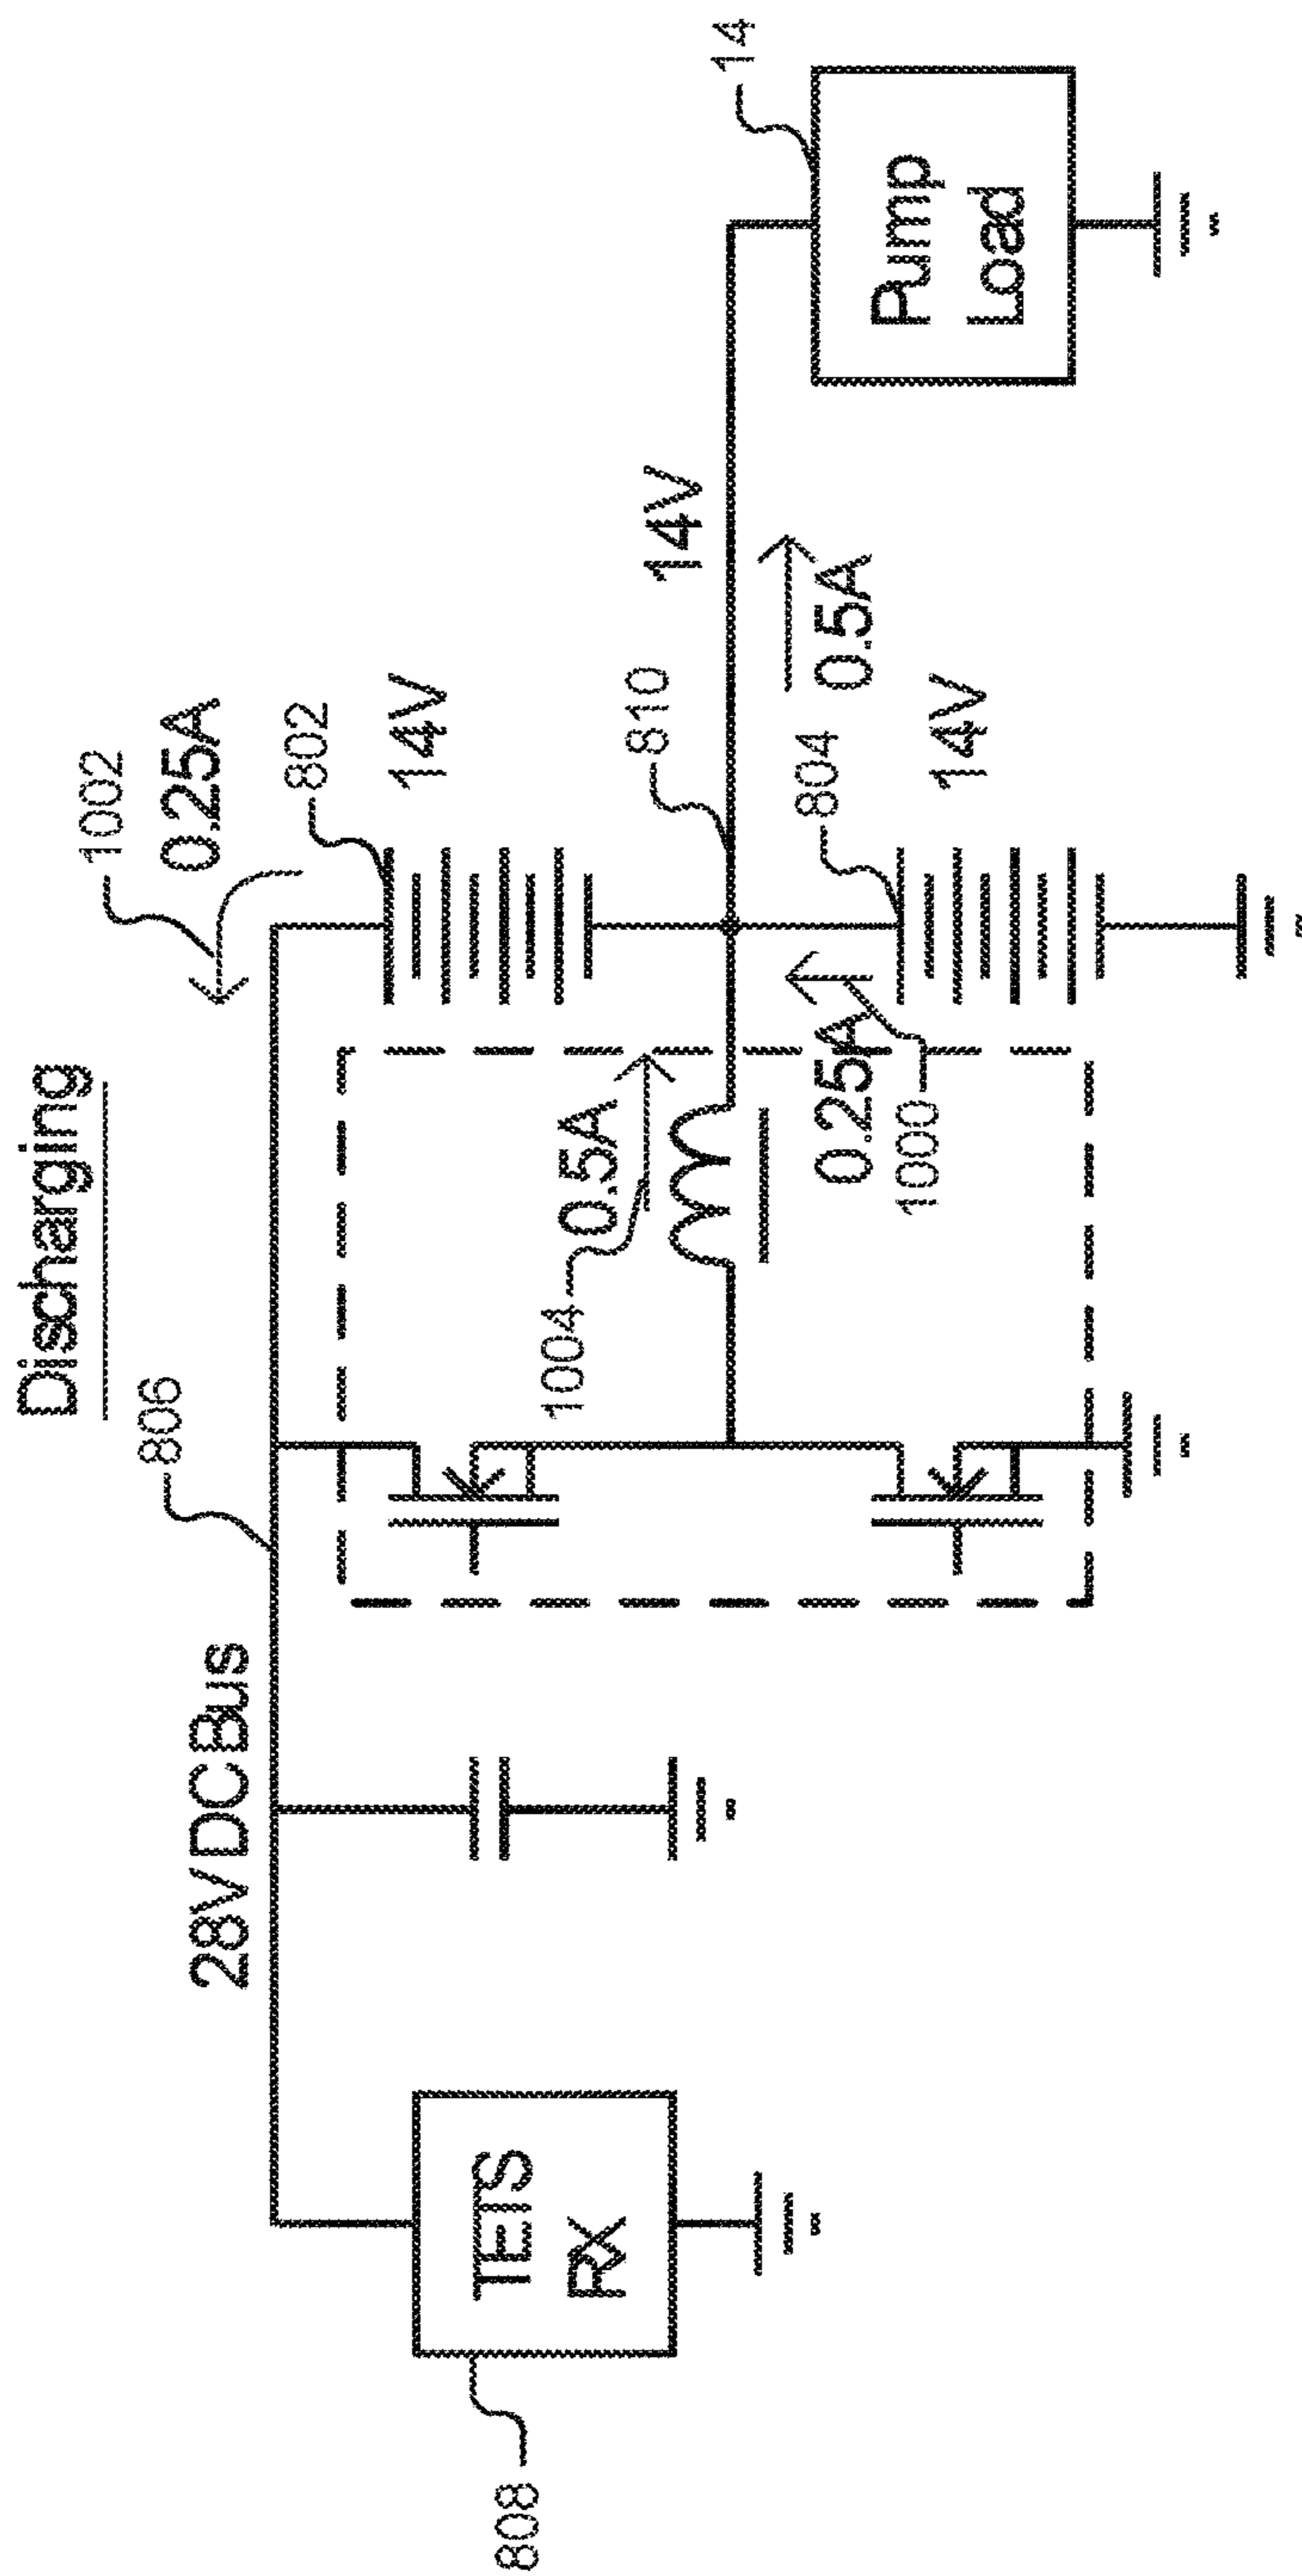 Discharging
806
28V DC Bus
1002
0.25A
802
14V
1004
0.5A
810
14V
0.5A
14
Pump
Load
804
14V
0.25A
1000
808
TETS
RX